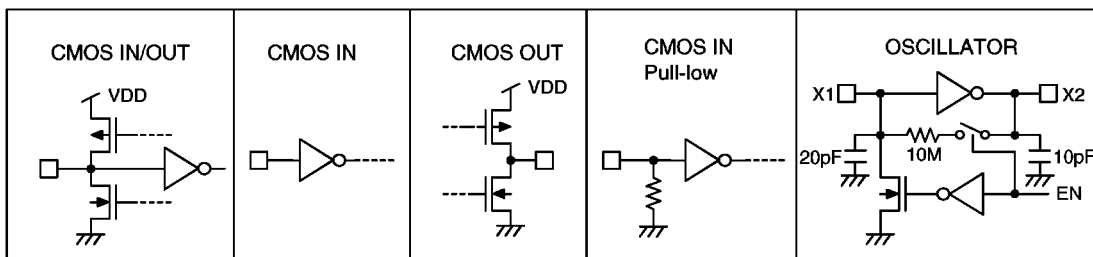 CMOS IN/OUT
VDD
CMOS IN
CMOS OUT
VDD
CMOS IN
Pull-low
OSCILLATOR
X1
X2
20pF
10M
10pF
EN